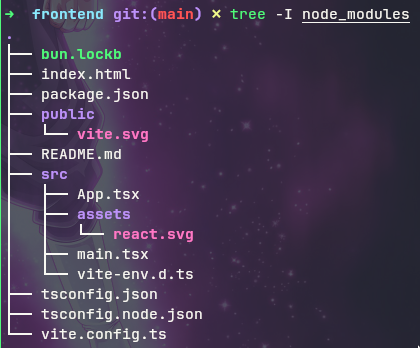 ➜  frontend git:(main) ✗ tree -I node_modules
.
├── bun.lockb
├── index.html
├── package.json
├── public
│   └── vite.svg
├── README.md
├── src
│   ├── App.tsx
│   ├── assets
│   │   └── react.svg
│   ├── main.tsx
│   └── vite-env.d.ts
├── tsconfig.json
├── tsconfig.node.json
└── vite.config.ts